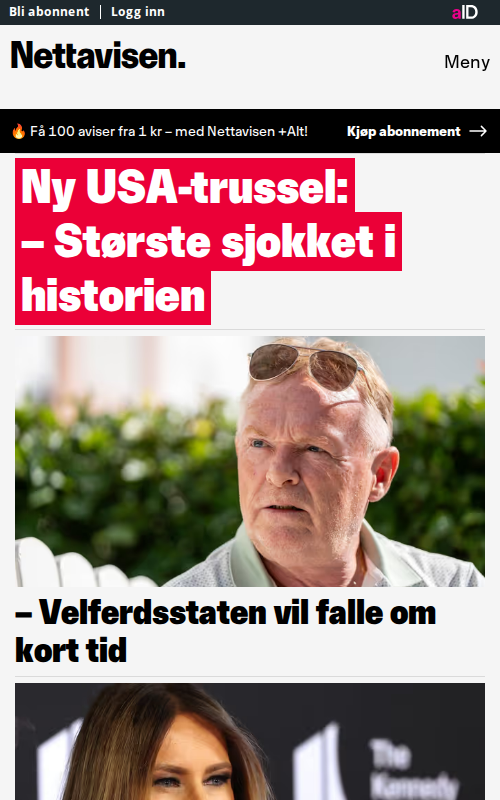 Bli abonnent | Logg inn
aID
Nettavisen.
Meny
🔥 Få 100 aviser fra 1 kr – med Nettavisen +Alt!
Kjøp abonnement →
Ny USA-trussel:
– Største sjokket i
historien
– Velferdsstaten vil falle om
kort tid
The
Kennedy